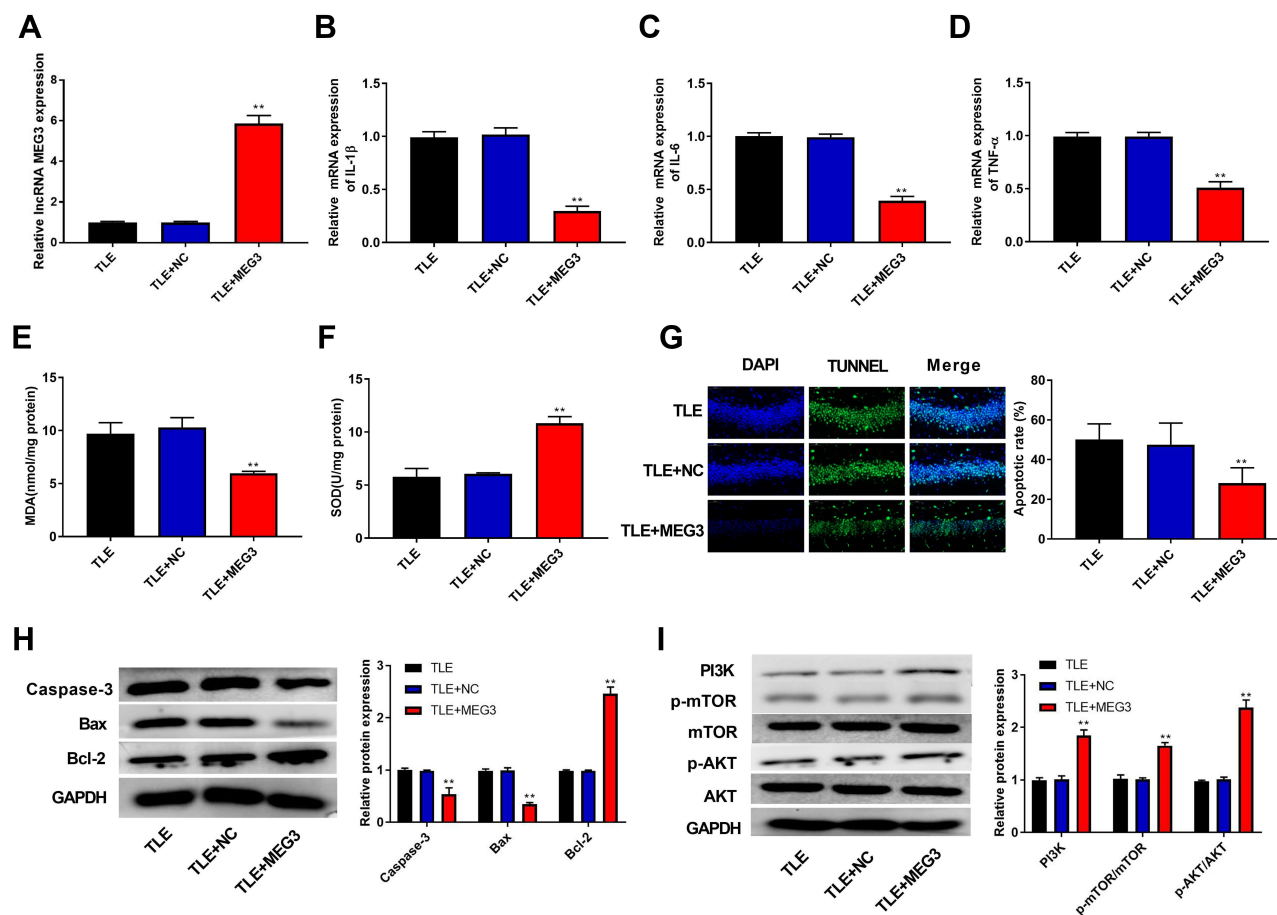 A
Relative lncRNA MEG3 expression
8
6
4
2
0
**
TLE
TLE+NC
TLE+MEG3
B
Relative mRNA expression
of IL-1β
1.5
1.0
0.5
0.0
**
TLE
TLE+NC
TLE+MEG3
C
Relative mRNA expression
of IL-6
1.5
1.0
0.5
0.0
**
TLE
TLE+NC
TLE+MEG3
D
Relative mRNA expression
of TNF-α
1.5
1.0
0.5
0.0
**
TLE
TLE+NC
TLE+MEG3
E
MDA(nmol/mg protein)
15
10
5
0
**
TLE
TLE+NC
TLE+MEG3
F
SOD(U/mg protein)
15
10
5
0
**
TLE
TLE+NC
TLE+MEG3
G
DAPI TUNNEL Merge
TLE
TLE+NC
TLE+MEG3
Apoptotic rate (%)
80
60
40
20
0
**
TLE
TLE+NC
TLE+MEG3
H
Caspase-3
Bax
Bcl-2
GAPDH
TLE
TLE+NC
TLE+MEG3
Relative protein expression
3
2
1
0
TLE
TLE+NC
TLE+MEG3
**
**
**
Caspase-3
Bax
Bcl-2
I
PI3K
p-mTOR
mTOR
p-AKT
AKT
GAPDH
TLE
TLE+NC
TLE+MEG3
Relative protein expression
3
2
1
0
TLE
TLE+NC
TLE+MEG3
**
**
**
PI3K
p-mTOR/mTOR
p-AKT/AKT